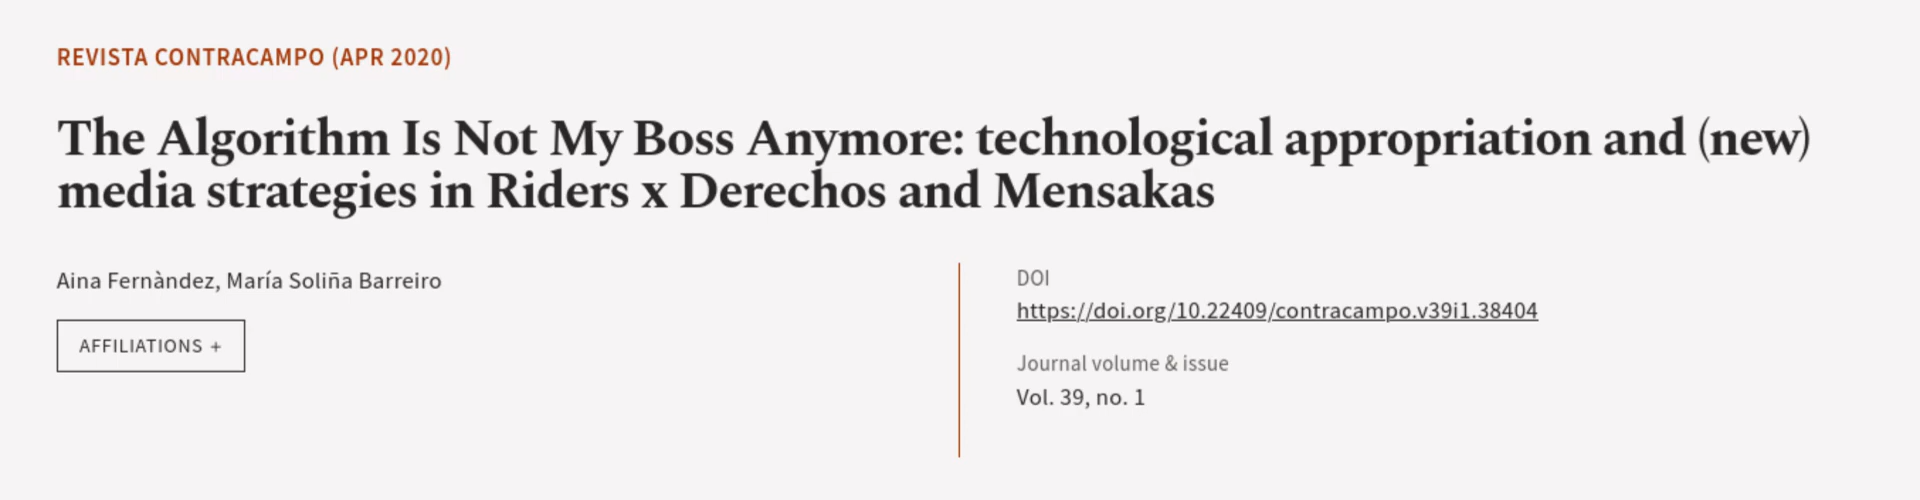 REVISTA CONTRACAMPO (APR 2020)
The Algorithm Is Not My Boss Anymore: technological appropriation and (new)
media strategies in Riders x Derechos and Mensakas
Aina Fernàndez, María Soliña Barreiro
AFFILIATIONS +
DOI
https://doi.org/10.22409/contracampo.v39i1.38404
Journal volume & issue
Vol. 39, no. 1